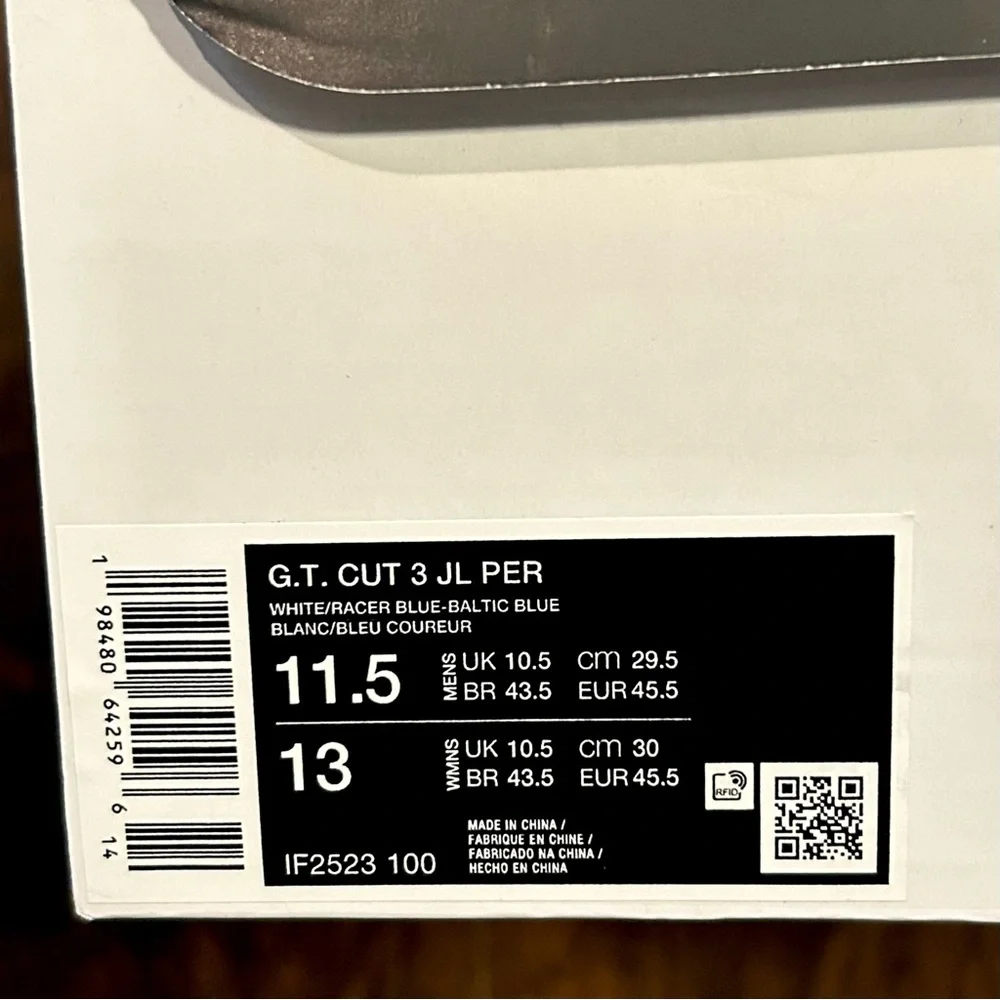 G.T. CUT 3 JL PER
WHITE/RACER BLUE-BALTIC BLUE
BLANC/BLEU COUREUR
11.5 MENS UK 10.5 CM 29.5
BR 43.5 EUR 45.5
13 WMNS UK 10.5 CM 30
BR 43.5 EUR 45.5
RFID
IF2523 100
MADE IN CHINA /
FABRIQUE EN CHINE /
FABRICADO NA CHINA /
HECHO EN CHINA
1 98480 64259 6 14